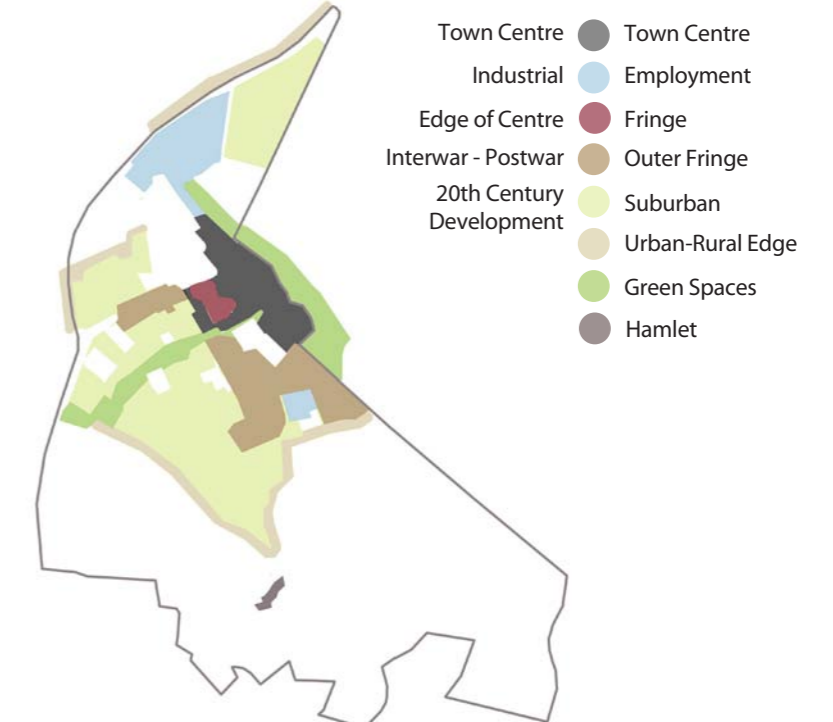 Town Centre Town Centre
Industrial Employment
Edge of Centre Fringe
Interwar - Postwar Outer Fringe
20th Century
Development
Suburban
Urban-Rural Edge
Green Spaces
Hamlet